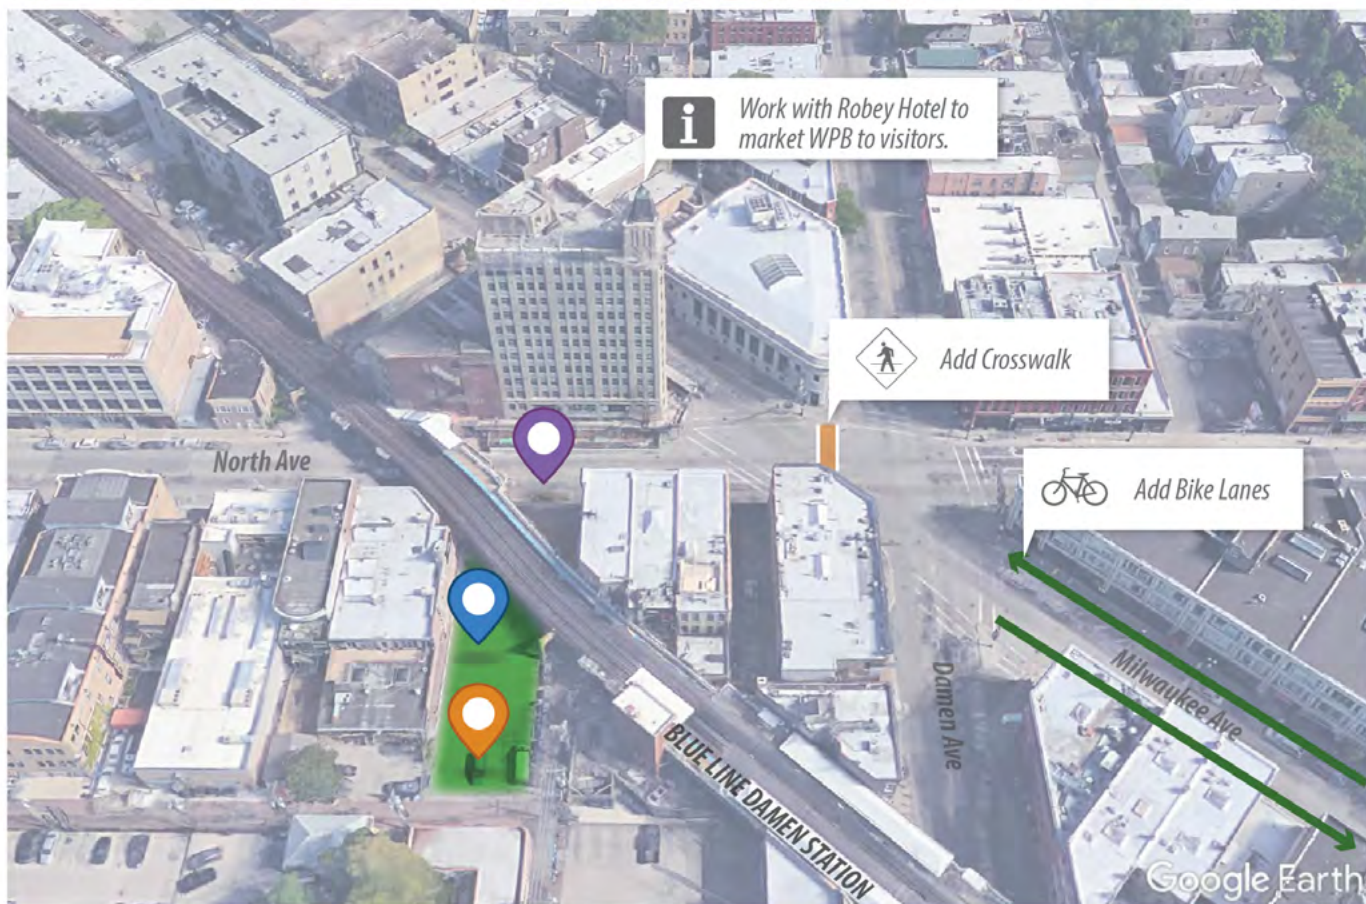 i
Work with Robey Hotel to
market WPB to visitors.
Add Crosswalk
North Ave
Add Bike Lanes
Milwaukee Ave
Damen Ave
BLUE LINE DAMEN STATION
Google Earth